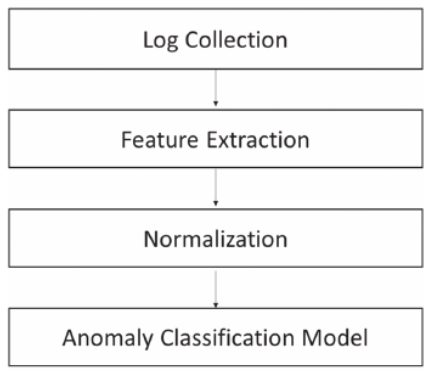 Log Collection
Feature Extraction
Normalization
Anomaly Classification Model